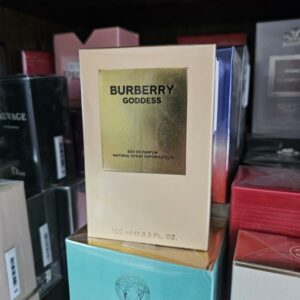 BURBERRY
GODDESS
EAU DE PARFUM
NATURAL SPRAY VAPORISATEUR
100 ml ℮ 3.3 FL. OZ.
AUVAGE
Dior